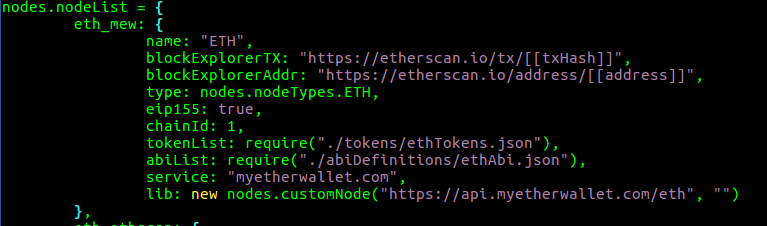 nodes.nodeList = {
eth_mew: {
name: "ETH",
blockExplorerTX: "https://etherscan.io/tx/[[txHash]]",
blockExplorerAddr: "https://etherscan.io/address/[[address]]",
type: nodes.nodeTypes.ETH,
eip155: true,
chainId: 1,
tokenList: require("./tokens/ethTokens.json"),
abiList: require("./abiDefinitions/ethAbi.json"),
service: "myetherwallet.com",
lib: new nodes.customNode("https://api.myetherwallet.com/eth", "")
},